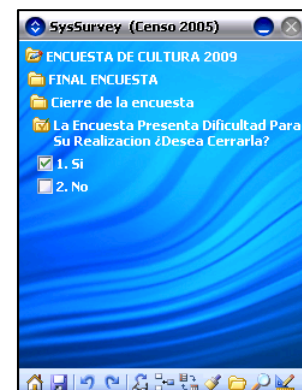 SysSurvey (Censo 2005)
ENCUESTA DE CULTURA 2009
FINAL ENCUESTA
Cierre de la encuesta
La Encuesta Presenta Dificultad Para
Su Realizacion ¿Desea Cerrarla?
1. Si
2. No